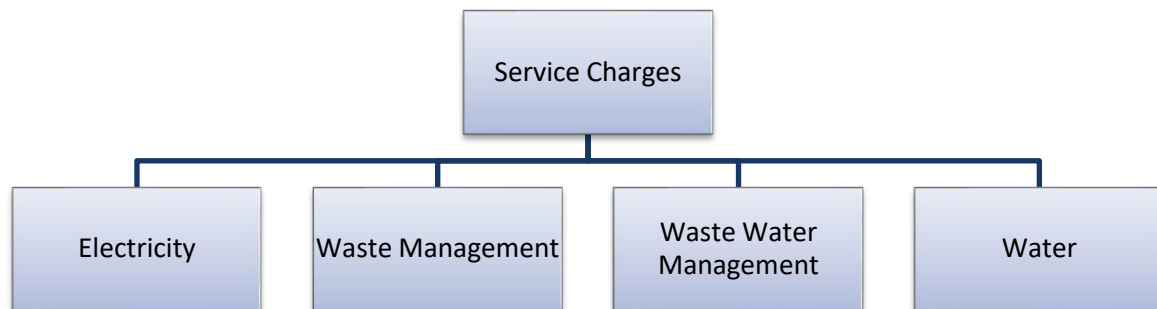 Service Charges
Electricity
Waste Management
Waste Water
Management
Water